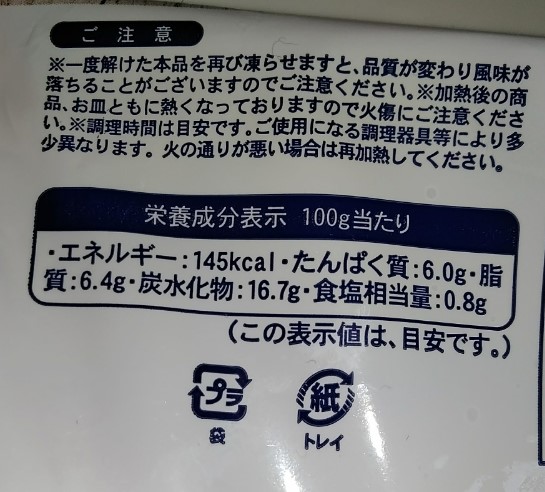 ご注意
※一度解けた本品を再び凍らせますと、品質が変わり風味が
落ちることがございますのでご注意ください。※加熱後の商
品、お皿ともに熱くなっておりますので火傷にご注意くださ
い。※調理時間は目安です。ご使用になる調理器具等により多
少異なります。火の通りが悪い場合は再加熱してください。
栄養成分表示 100g当たり
・エネルギー:145kcal・たんぱく質:6.0g・脂
質:6.4g・炭水化物:16.7g・食塩相当量:0.8g
(この表示値は、目安です。)
プラ 紙
袋 トレイ